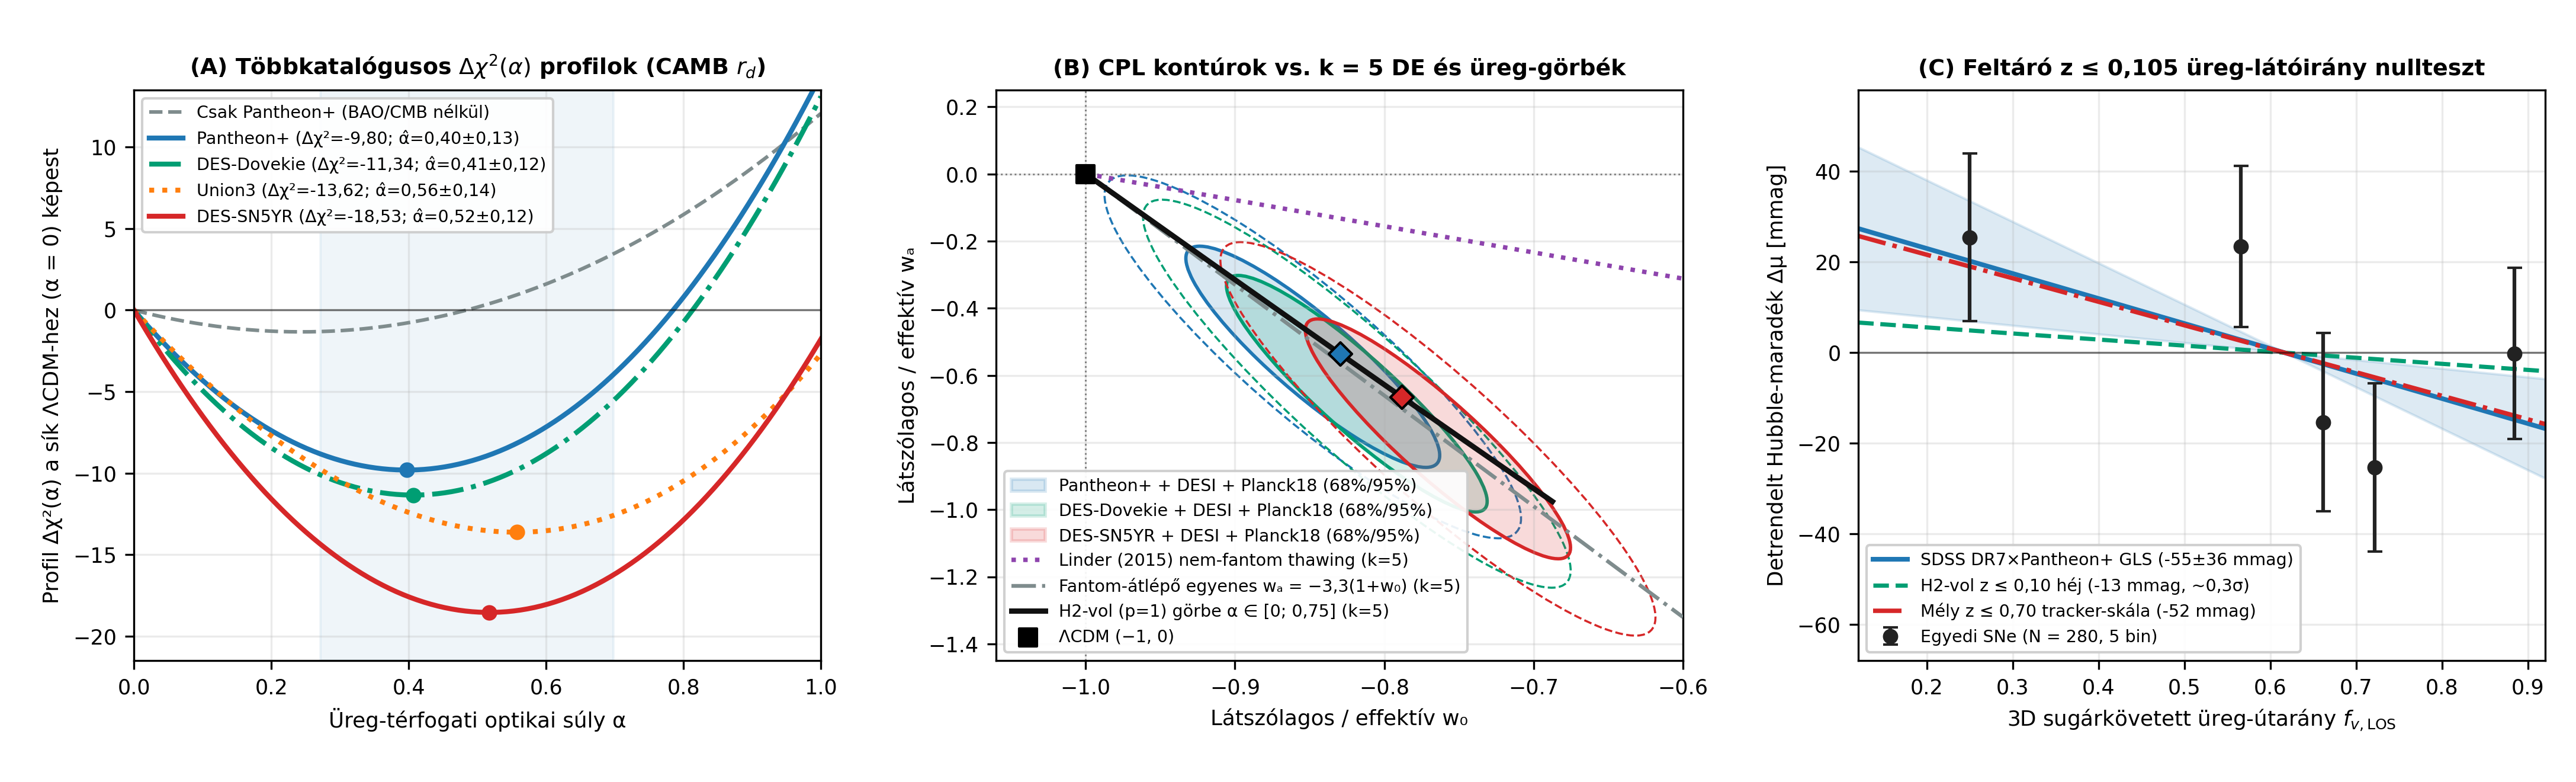 (A) Többkatalógusos Δχ²(α) profilok (CAMB r_d)
Profil Δχ²(α) a sík ΛCDM-hez (α = 0) képest
10
5
0
−5
−10
−15
−20
Csak Pantheon+ (BAO/CMB nélkül)
Pantheon+ (Δχ²=-9,80; α̂=0,40±0,13)
DES-Dovekie (Δχ²=-11,34; α̂=0,41±0,12)
Union3 (Δχ²=-13,62; α̂=0,56±0,14)
DES-SN5YR (Δχ²=-18,53; α̂=0,52±0,12)
0.0 0.2 0.4 0.6 0.8 1.0
Üreg-térfogati optikai súly α
(B) CPL kontúrok vs. k = 5 DE és üreg-görbék
Látszólagos / effektív wₐ
0.2
0.0
−0.2
−0.4
−0.6
−0.8
−1.0
−1.2
−1.4
Pantheon+ + DESI + Planck18 (68%/95%)
DES-Dovekie + DESI + Planck18 (68%/95%)
DES-SN5YR + DESI + Planck18 (68%/95%)
Linder (2015) nem-fantom thawing (k=5)
Fantom-átlépő egyenes wₐ = −3,3(1+w₀) (k=5)
H2-vol (p=1) görbe α ∈ [0; 0,75] (k=5)
ΛCDM (−1, 0)
−1.0 −0.9 −0.8 −0.7 −0.6
Látszólagos / effektív w₀
(C) Feltáró z ≤ 0,105 üreg-látóirány nullteszt
Detrendelt Hubble-maradék Δμ [mmag]
40
20
0
−20
−40
−60
SDSS DR7×Pantheon+ GLS (-55±36 mmag)
H2-vol z ≤ 0,10 héj (-13 mmag, ~0,3σ)
Mély z ≤ 0,70 tracker-skála (-52 mmag)
Egyedi SNe (N = 280, 5 bin)
0.2 0.3 0.4 0.5 0.6 0.7 0.8 0.9
3D sugárkövetett üreg-útarány f_v,LOS